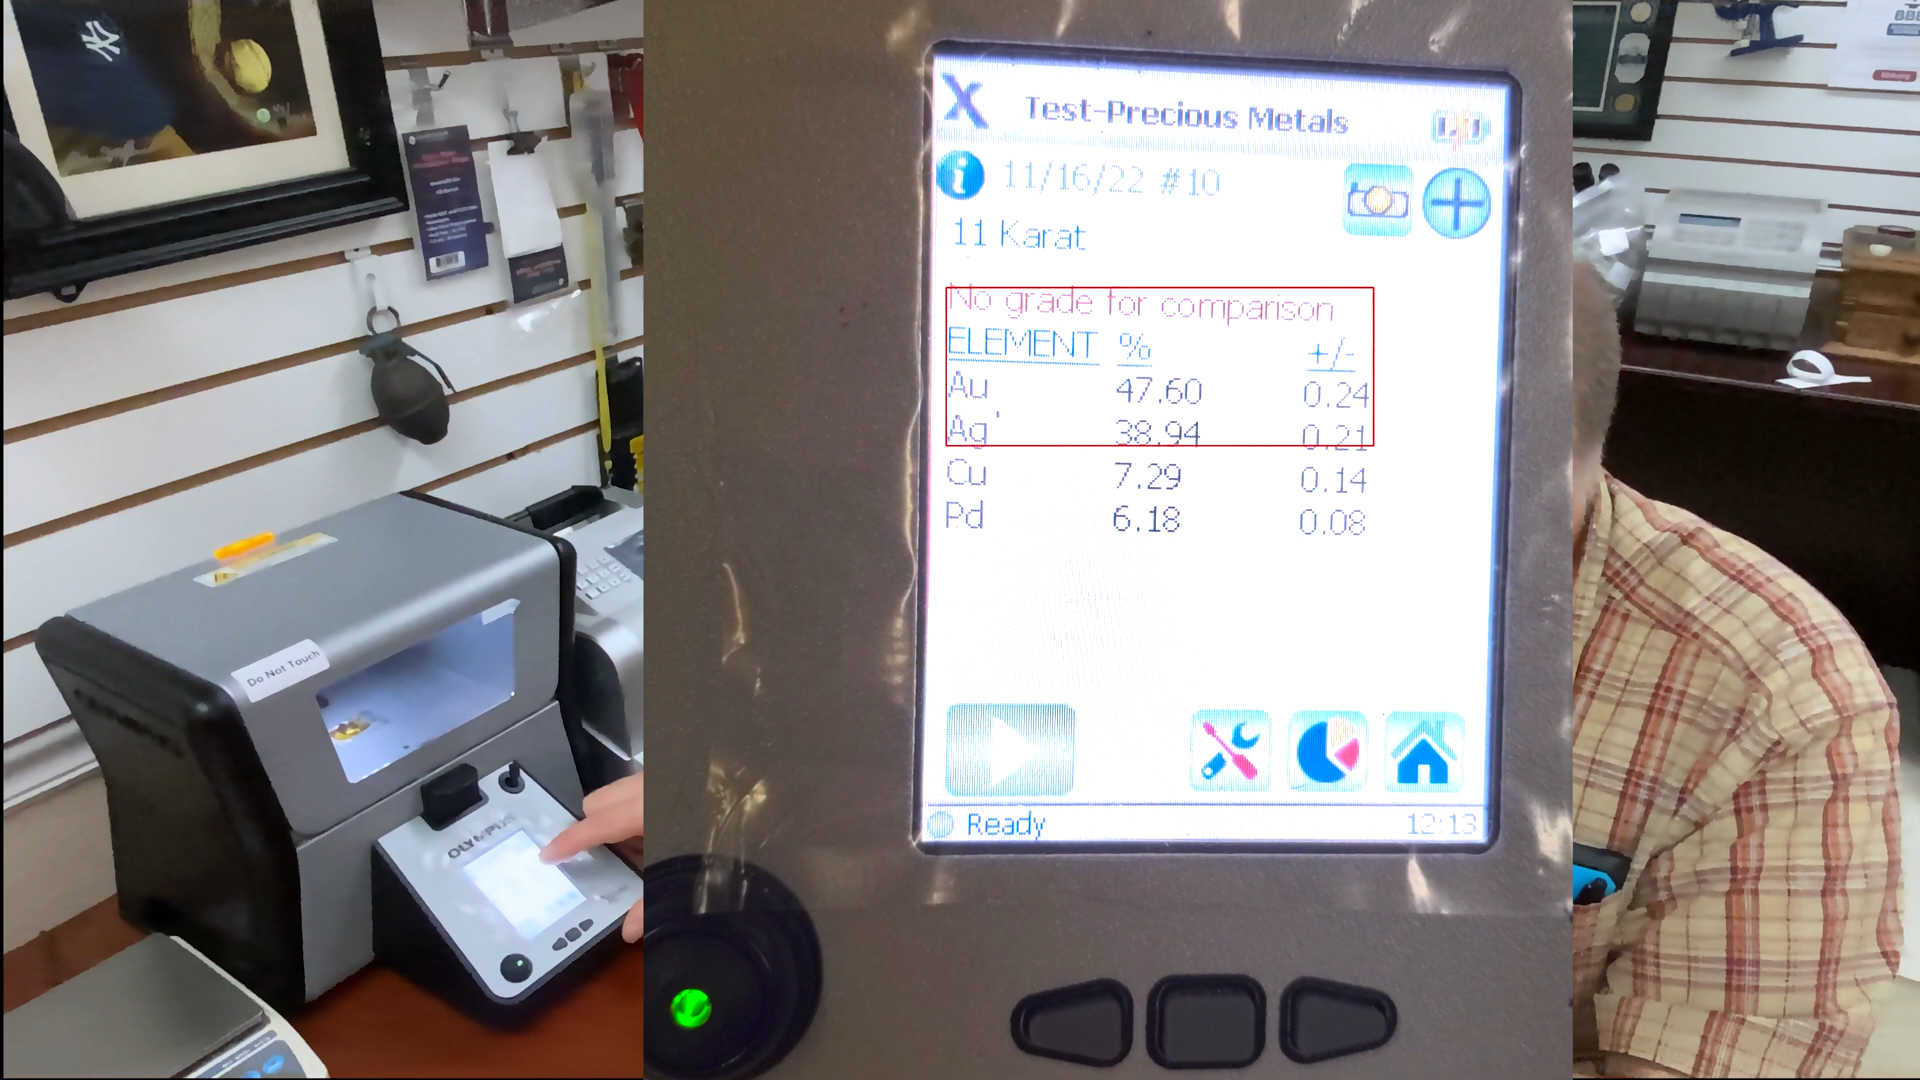 Test-Precious Metals
11/16/22 #10
11 Karat
No grade for comparison
ELEMENT % +/-
Au 47.60 0.24
Ag' 38.94 0.21
Cu 7.29 0.14
Pd 6.18 0.08
Ready 12:13
Do Not Touch
OLYMPUS